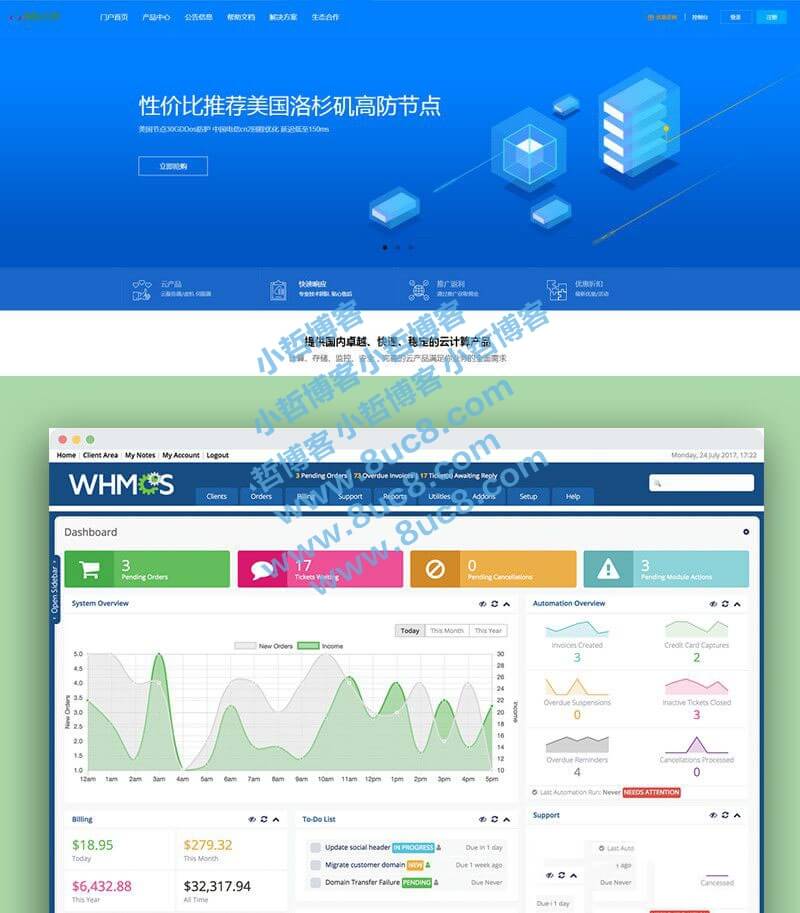 门户首页 产品中心 公告信息 帮助文档 解决方案 生态合作
控制台 登录 注册
性价比推荐美国洛杉矶高防节点
美国节点30GDDos防护 中国电信cn2回程优化 延迟低至150ms
立即抢购
云产品 快速响应 推广返利 优惠折扣
专业技术团队 贴心售后
提供国内卓越、快速、稳定的云计算产品
小哲博客
小哲博客 小哲博客 小哲博客
哲博客 小哲博客
www.8uc8.com
www.8uc8.com
www.8uc8.com
Home Client Area My Notes My Account Logout
Monday, 24 July 2017, 17:22
WHMCS
3 Pending Orders 73 Overdue Invoices 17 Ticket(s) Awaiting Reply
Clients Orders Billing Support Reports Utilities Addons Setup Help
Dashboard
Open Sidebar
3 17 0 3
Pending Orders Tickets Waiting Pending Cancellations Pending Module Actions
System Overview
Today This Month This Year
New Orders Income
New Orders
5.0
4.5
4.0
3.5
3.0
2.5
2.0
1.5
1.0
30
28
26
24
22
20
18
16
14
12
10
Income
12am 1am 2am 3am 4am 5am 6am 7am 8am 9am 10am 11am 12pm 1pm 2pm 3pm 4pm 5pm
Automation Overview
Invoices Created Credit Card Captures
3 2
Overdue Suspensions Inactive Tickets Closed
0 3
Overdue Reminders Cancellations Processed
4 0
Last Automation Run: Never NEEDS ATTENTION
Billing
$18.95 $279.32
Today This Month
$6,432.88 $32,317.94
This Year All Time
To-Do List
Update social header IN PROGRESS Due in 1 day
Migrate customer domain NEW Due 1 week ago
Domain Transfer Failure PENDING Due Never
Support
Last Auto
1 ago
Due Never
Cancessed
Due in 1 day